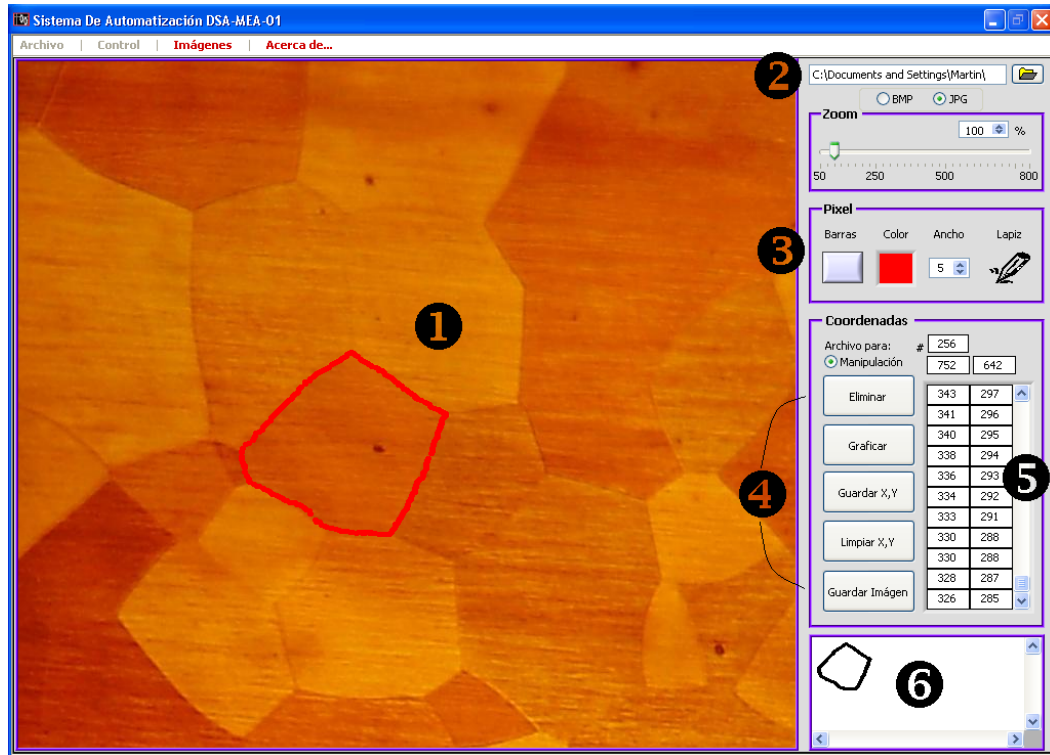 Sistema De Automatización DSA-MEA-01
Archivo | Control | Imágenes | Acerca de...
1
2
C:\Documents and Settings\Martin\
BMP JPG
Zoom
100 %
50 250 500 800
3
Pixel
Barras Color Ancho Lapiz
5
Coordenadas
Archivo para: # 256
Manipulación 752 642
4
Eliminar
Graficar
Guardar X,Y
Limpiar X,Y
Guardar Imágen
343 297
341 296
340 295
338 294
336 293
334 292
333 291
330 288
330 288
328 287
326 285
5
6